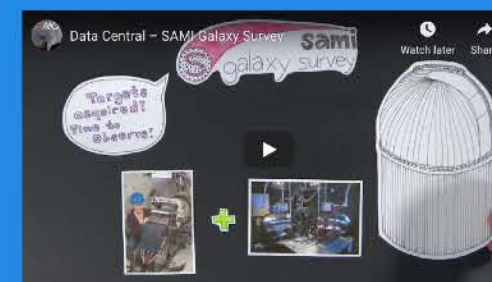 Data Central – SAMI Galaxy Survey
Watch later
Shar
sami
galaxy survey
Targets
acquired!
Time to
observe!